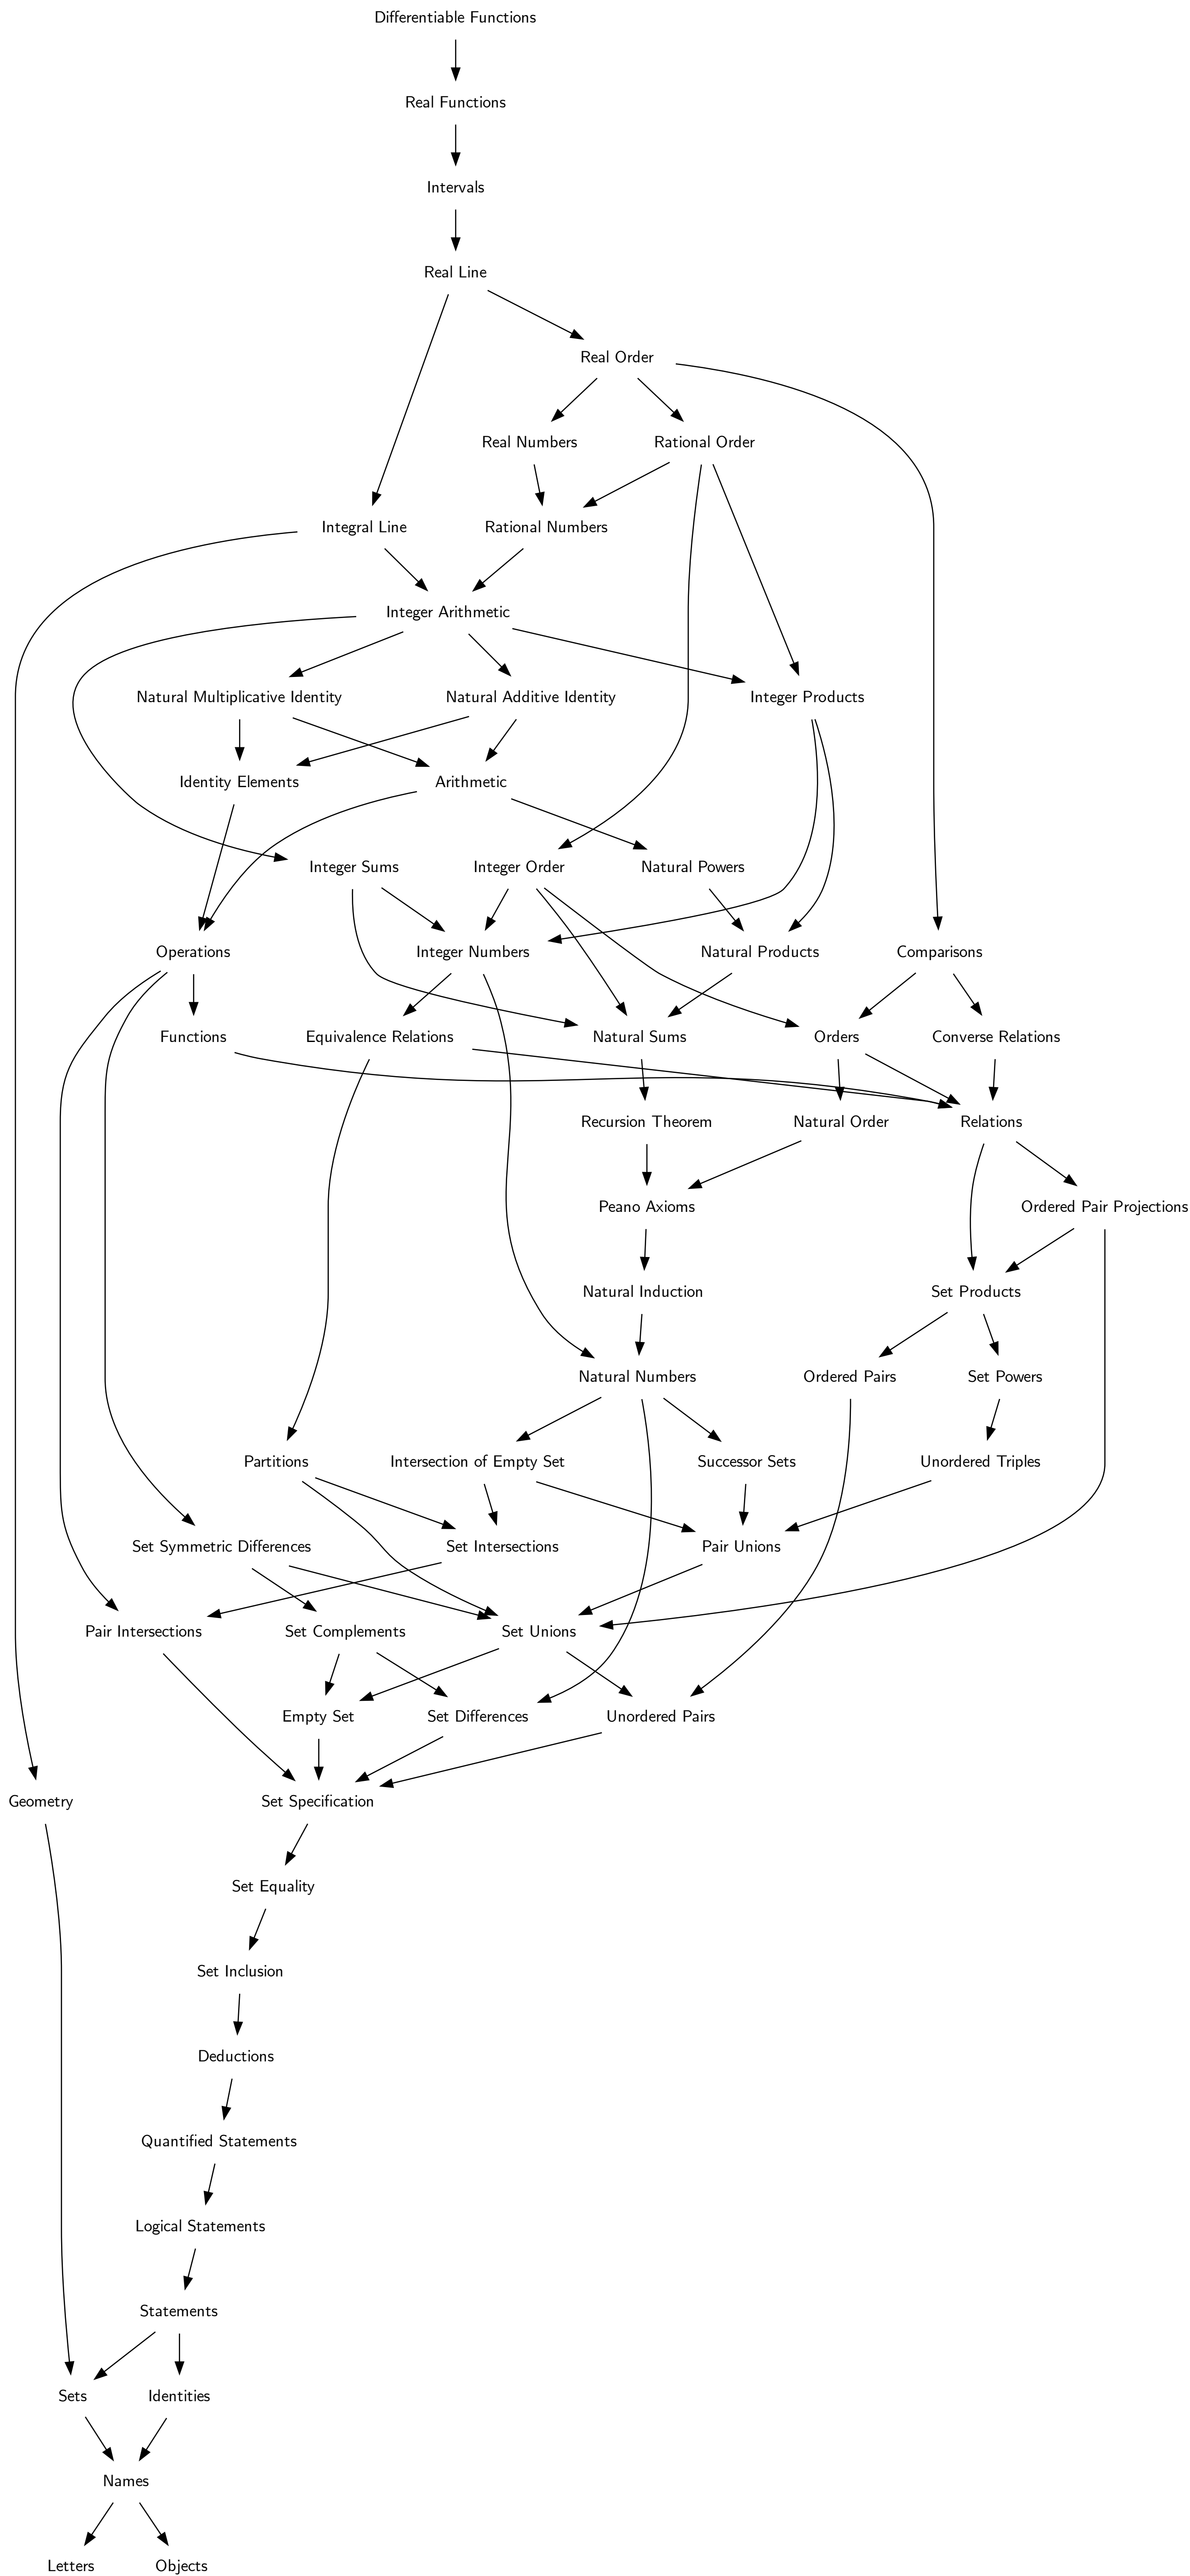 Differentiable Functions
Real Functions
Intervals
Real Line
Real Order
Real Numbers
Rational Order
Integral Line
Rational Numbers
Integer Arithmetic
Natural Multiplicative Identity
Natural Additive Identity
Integer Products
Identity Elements
Arithmetic
Integer Sums
Integer Order
Natural Powers
Operations
Integer Numbers
Natural Products
Comparisons
Functions
Equivalence Relations
Natural Sums
Orders
Converse Relations
Recursion Theorem
Natural Order
Relations
Peano Axioms
Ordered Pair Projections
Natural Induction
Set Products
Natural Numbers
Ordered Pairs
Set Powers
Partitions
Intersection of Empty Set
Successor Sets
Unordered Triples
Set Symmetric Differences
Set Intersections
Pair Unions
Pair Intersections
Set Complements
Set Unions
Empty Set
Set Differences
Unordered Pairs
Geometry
Set Specification
Set Equality
Set Inclusion
Deductions
Quantified Statements
Logical Statements
Statements
Sets
Identities
Names
Letters
Objects